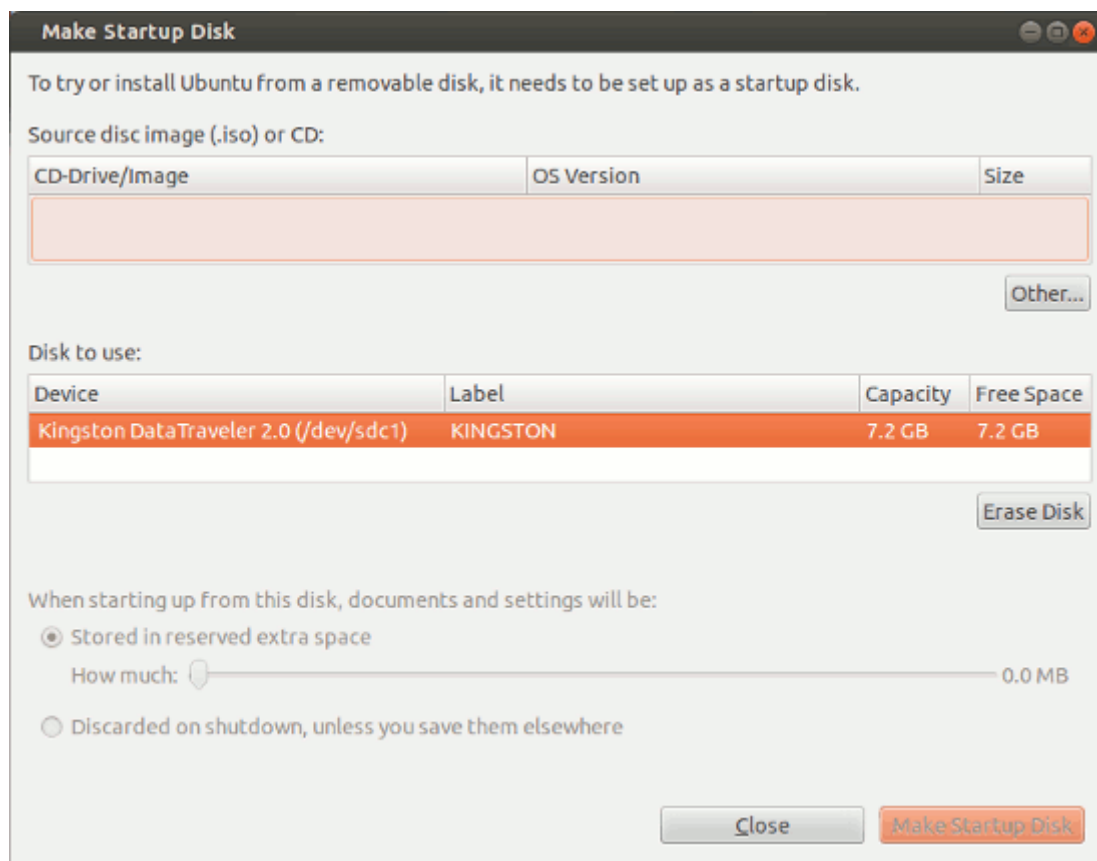 Make Startup Disk
To try or install Ubuntu from a removable disk, it needs to be set up as a startup disk.
Source disc image (.iso) or CD:
CD-Drive/Image OS Version Size
Other...
Disk to use:
Device Label Capacity Free Space
Kingston DataTraveler 2.0 (/dev/sdc1) KINGSTON 7.2 GB 7.2 GB
Erase Disk
When starting up from this disk, documents and settings will be:
Stored in reserved extra space
How much: 0.0 MB
Discarded on shutdown, unless you save them elsewhere
Close Make Startup Disk